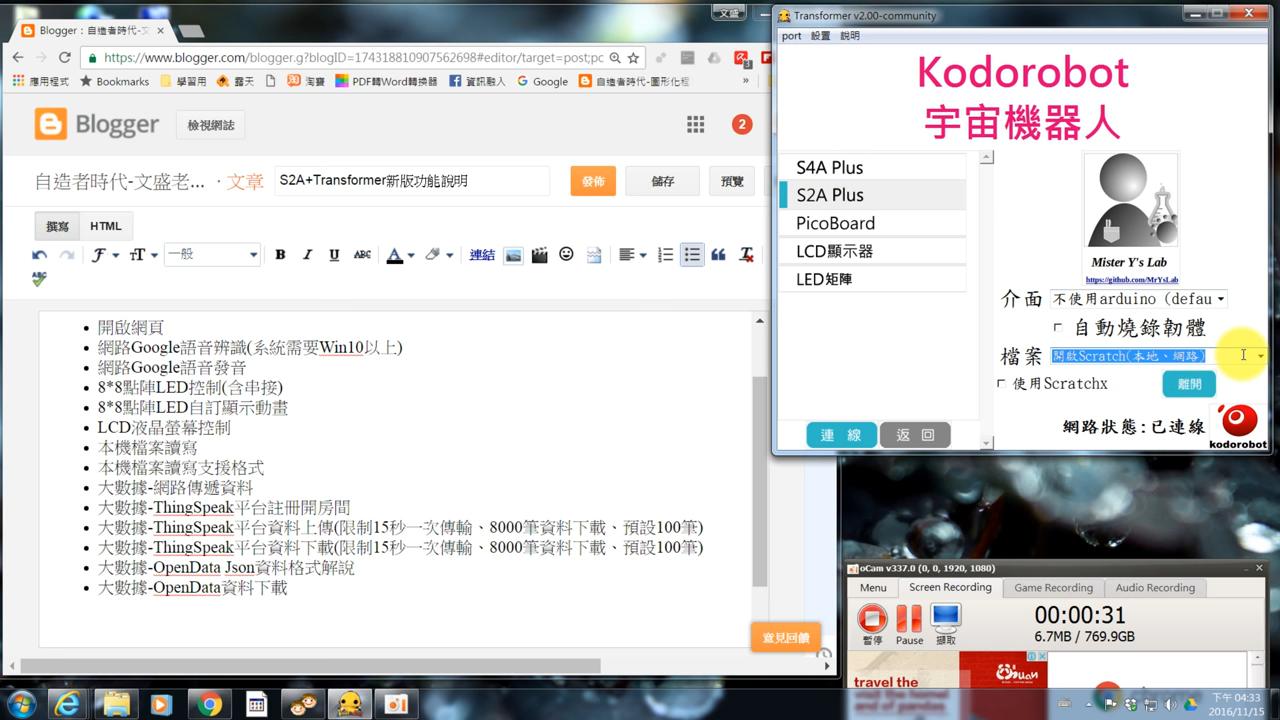 Blogger：自造者時代-文
文盛
https://www.blogger.com/blogger.g?blogID=174318810907562698#editor/target=post;pc
應用程式
Bookmarks
學習用
露天
淘寶
PDF轉Word轉換器
資訊融人
Google
自造者時代-圖形化程
»
Blogger
檢視網誌
2
自造者時代-文盛老... · 文章
S2A+Transformer新版功能說明
發佈
儲存
預覽
撰寫
HTML
一般
B I U ABC A
連結
開啟網頁
網路Google語音辨識(系統需要Win10以上)
網路Google語音發音
8*8點陣LED控制(含串接)
8*8點陣LED自訂顯示動畫
LCD液晶螢幕控制
本機檔案讀寫
本機檔案讀寫支援格式
大數據-網路傳遞資料
大數據-ThingSpeak平台註冊開房間
大數據-ThingSpeak平台資料上傳(限制15秒一次傳輸、8000筆資料下載、預設100筆)
大數據-ThingSpeak平台資料下載(限制15秒一次傳輸、8000筆資料下載、預設100筆)
大數據-OpenData Json資料格式解說
大數據-OpenData資料下載
意見回饋
Transformer v2.00-community
port 設置 說明
Kodorobot
宇宙機器人
S4A Plus
S2A Plus
PicoBoard
LCD顯示器
LED矩陣
Mister Y's Lab
https://github.com/MrYsLab
介面 不使用arduino (defau
自動燒錄韌體
檔案 開啟Scratch(本地、網路)
使用Scratchx
離開
網路狀態:已連線
kodorobot
連 線
返 回
oCam v337.0 (0, 0, 1920, 1080)
Menu
Screen Recording
Game Recording
Audio Recording
暫停
Pause
擷取
00:00:31
6.7MB / 769.9GB
travel the
下午 04:33
2016/11/15